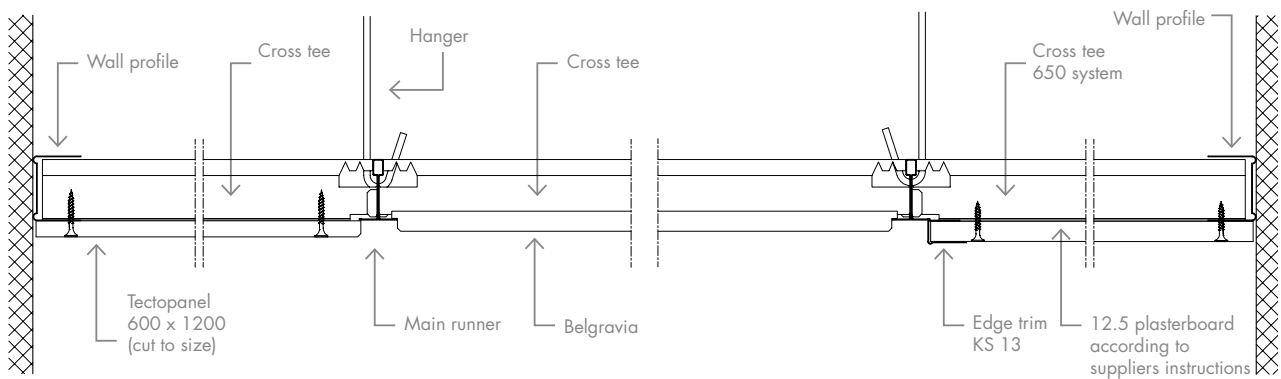 Wall profile
Cross tee
Hanger
Cross tee
Cross tee
650 system
Wall profile
Tectopanel
600 x 1200
(cut to size)
Main runner
Belgravia
Edge trim
KS 13
12.5 plasterboard
according to
suppliers instructions